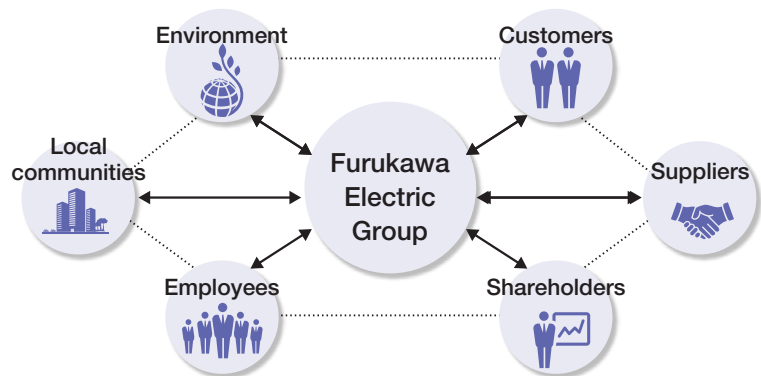 Environment
Customers
Local
communities
Furukawa
Electric
Group
Suppliers
Employees
Shareholders